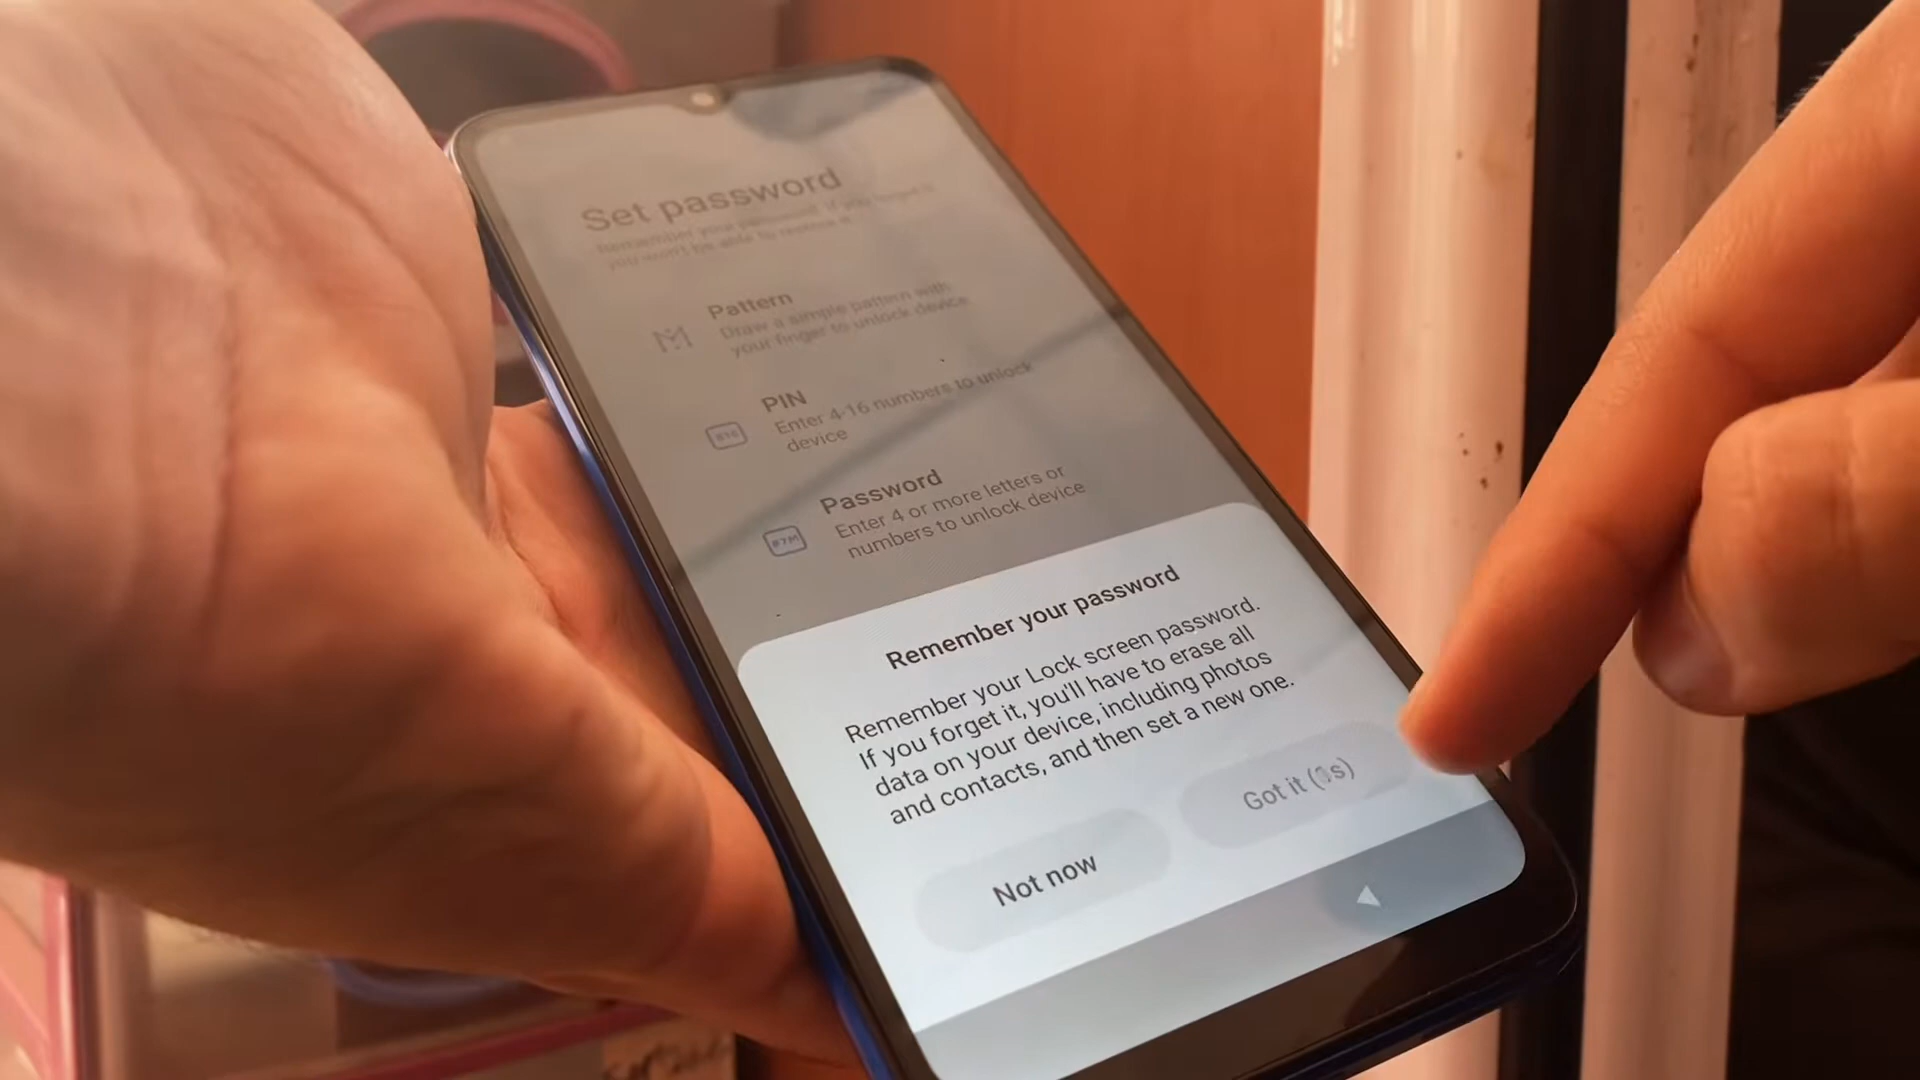 Set password
Remember your password. If you forget it,
you won't be able to restore it.
Pattern
Draw a simple pattern with
your finger to unlock device
PIN
Enter 4-16 numbers to unlock
device
Password
Enter 4 or more letters or
numbers to unlock device
Remember your password
Remember your Lock screen password.
If you forget it, you'll have to erase all
data on your device, including photos
and contacts, and then set a new one.
Got it (
s)
Not now